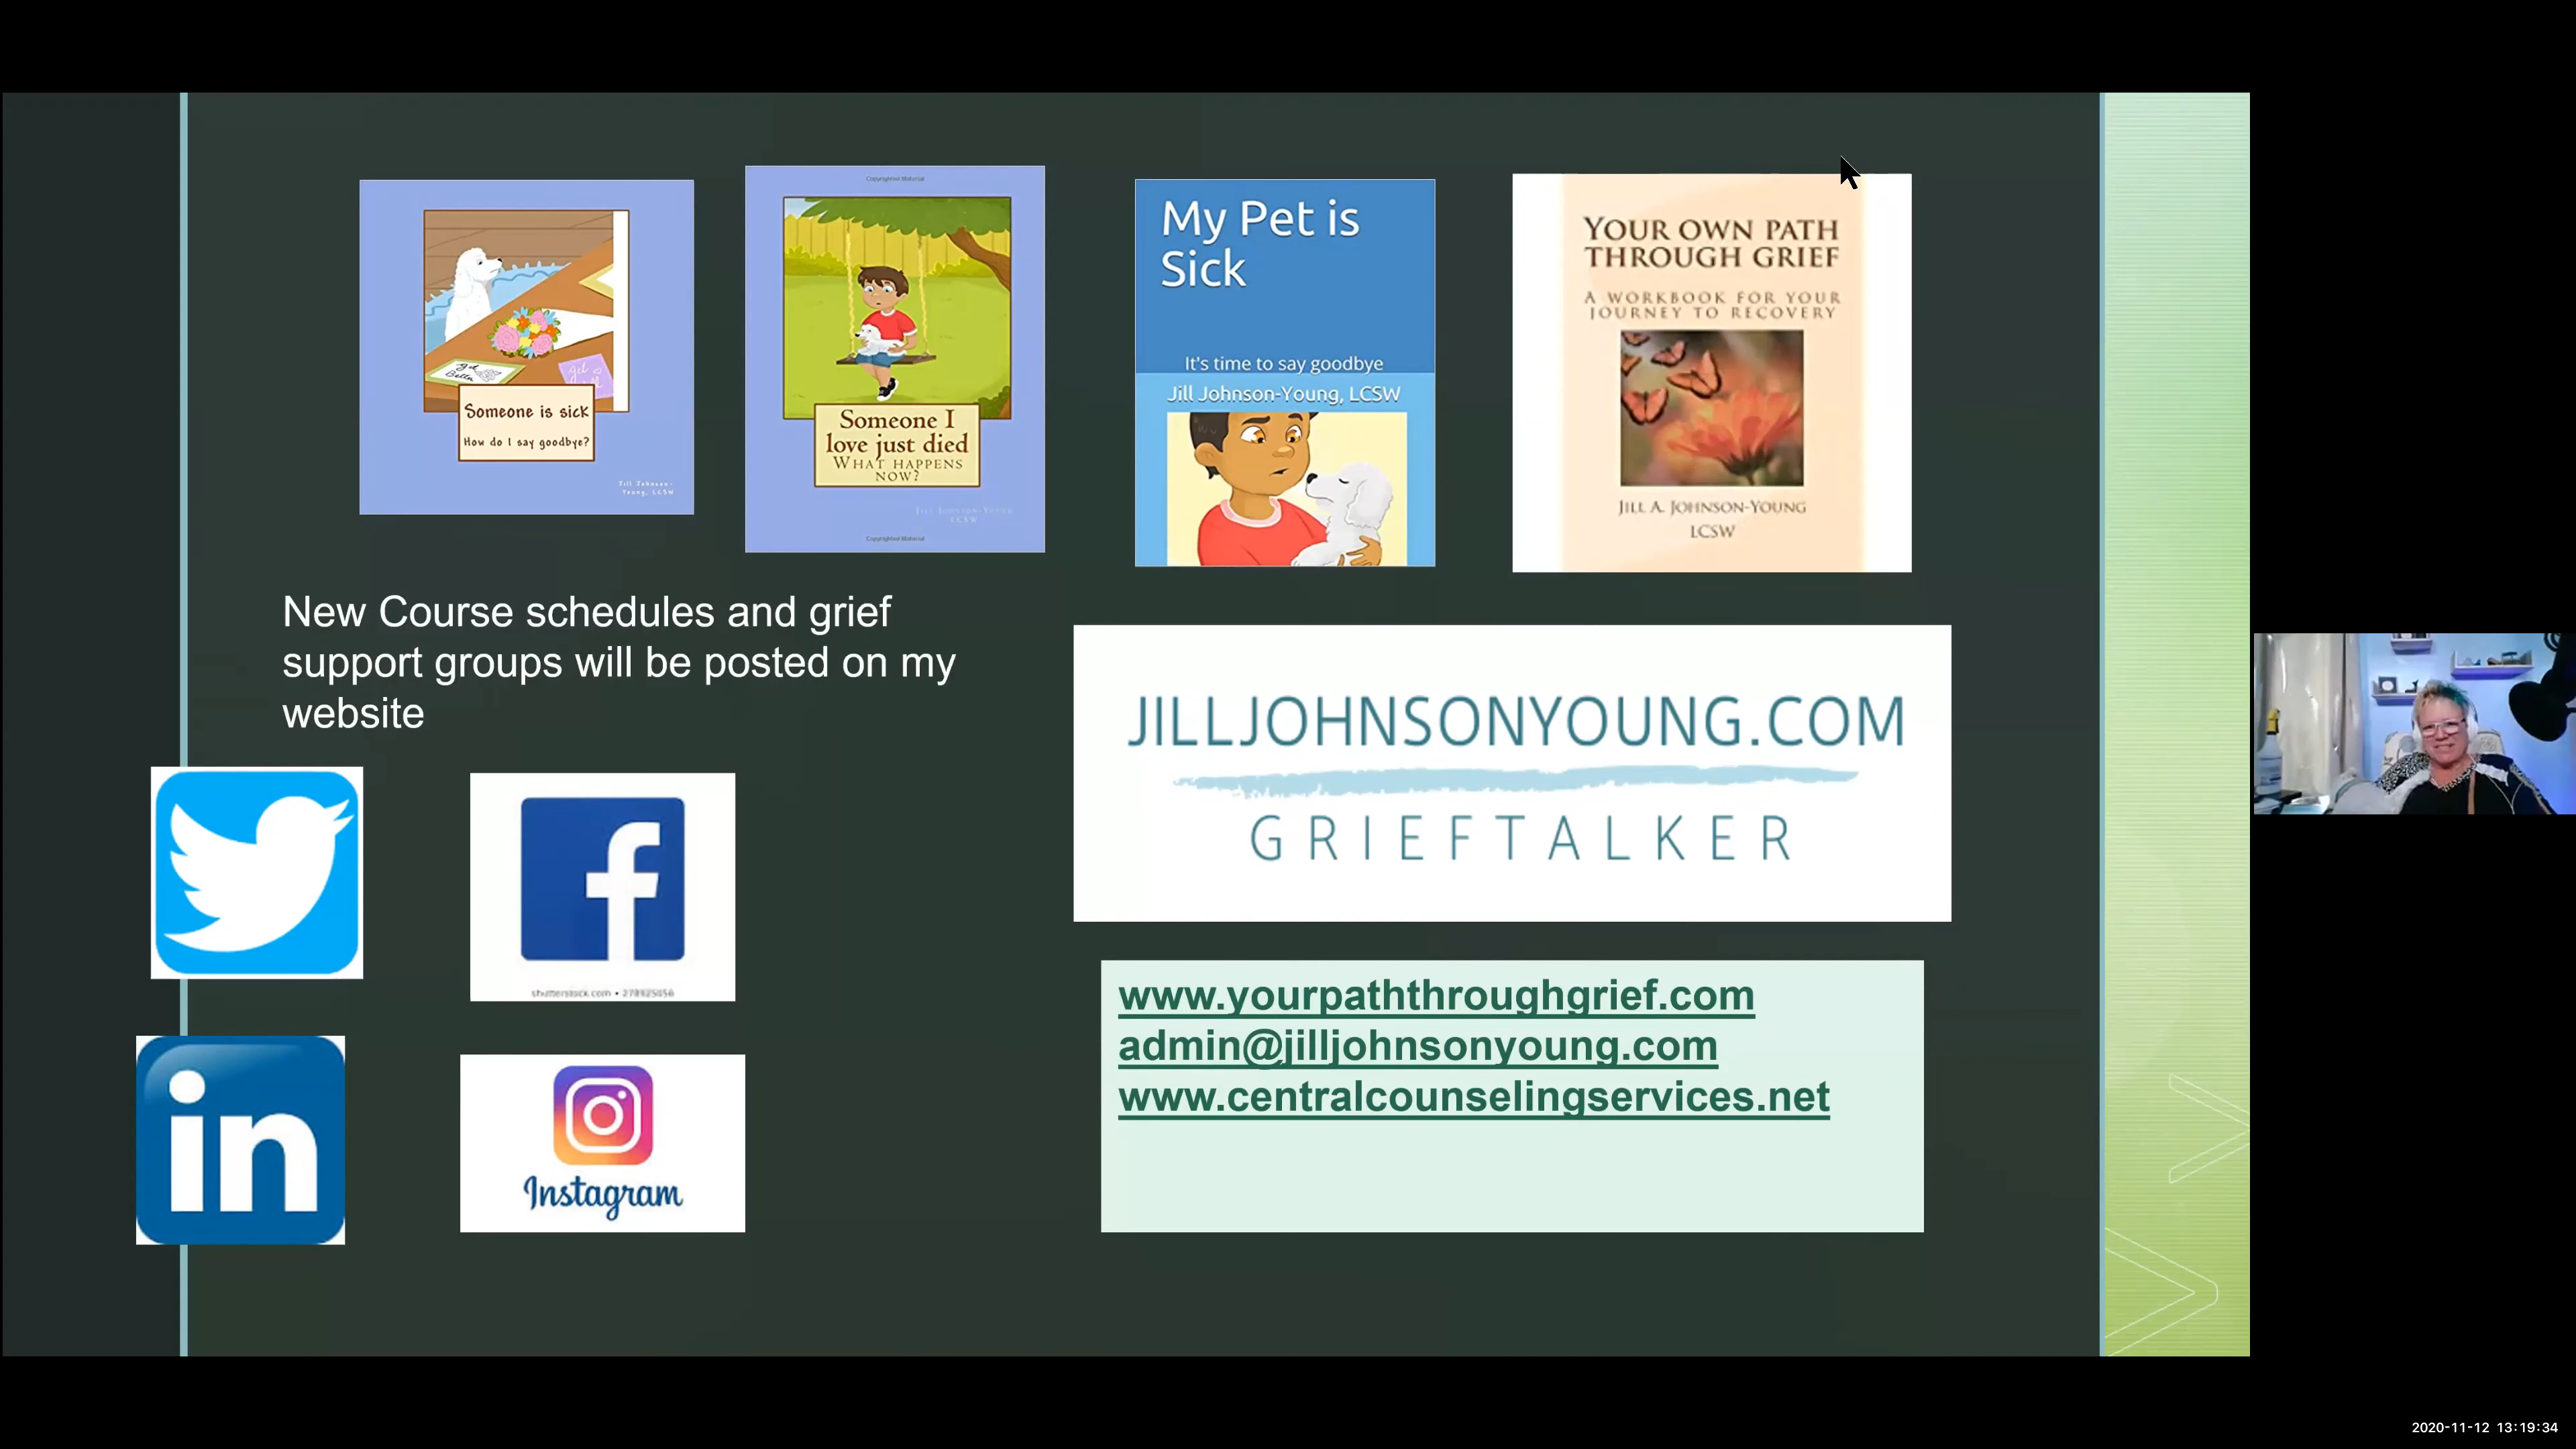 Someone is sick
How do I say goodbye?
Jill Johnson-
Young, LCSW
Copyrighted Material
Someone I
love just died
WHAT HAPPENS
NOW?
JILL JOHNSON-YOUNG
LCSW
Copyrighted Material
My Pet is
Sick
It's time to say goodbye
Jill Johnson-Young, LCSW
YOUR OWN PATH
THROUGH GRIEF
A WORKBOOK FOR YOUR
JOURNEY TO RECOVERY
JILL A. JOHNSON-YOUNG
LCSW
New Course schedules and grief
support groups will be posted on my
website
JILLJOHNSONYOUNG.COM
GRIEFTALKER
f
shutterstock.com •
in
Instagram
www.yourpaththroughgrief.com
admin@jilljohnsonyoung.com
www.centralcounselingservices.net
2020-11-12 13:19:34